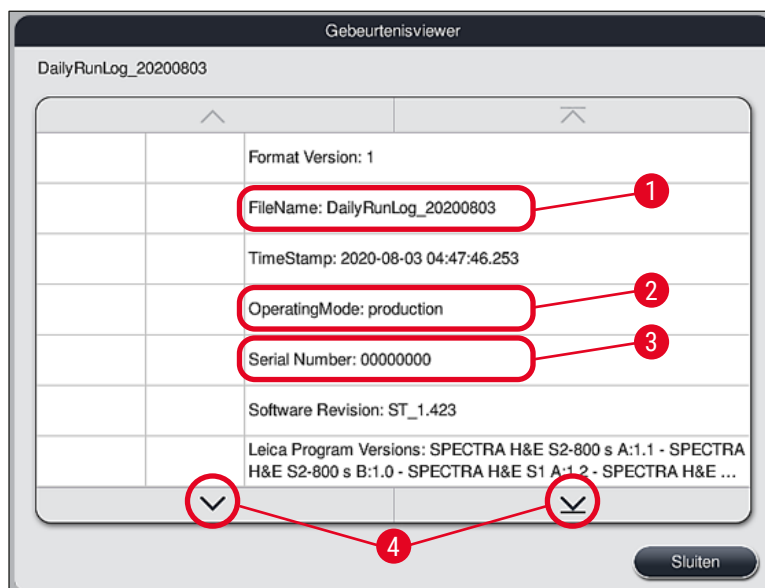 Gebeurtenisviewer
DailyRunLog_20200803
Format Version: 1
FileName: DailyRunLog_20200803
1
TimeStamp: 2020-08-03 04:47:46.253
OperatingMode: production
2
Serial Number: 00000000
3
Software Revision: ST_1.423
Leica Program Versions: SPECTRA H&E S2-800 s A:1.1 - SPECTRA
H&E S2-800 s B:1.0 - SPECTRA H&E S1 A:1.2 - SPECTRA H&E ...
4
Sluiten